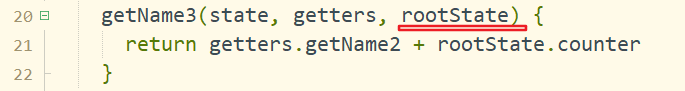 20 getName3(state, getters, rootState) {
21 return getters.getName2 + rootState.counter
22 }